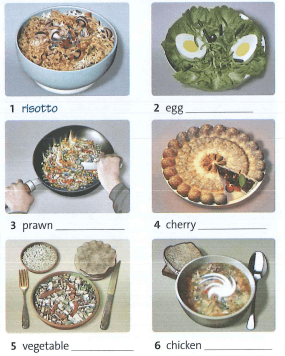 1 risotto
2 egg
3 prawn
4 cherry
5 vegetable
6 chicken